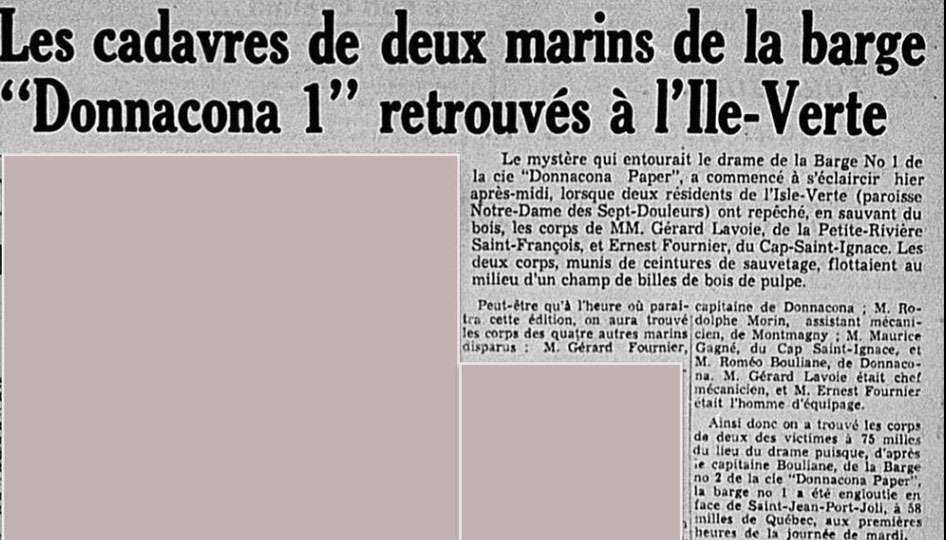 Les cadavres de deux marins de la barge
“Donnacona 1” retrouvés à l'Ile-Verte
Le mystère qui entourait le drame de la Barge No 1 de
la cie "Donnacona Paper", a commencé à s'éclaircir hier
après-midi, lorsque deux résidents de l'Isle-Verte (paroisse
Notre-Dame des Sept-Douleurs) ont repêché, en sauvant du
bois, les corps de MM. Gérard Lavoie, de la Petite-Rivière
Saint-François, et Ernest Fournier, du Cap-Saint-Ignace. Les
deux corps, munis de ceintures de sauvetage, flottaient au
milieu d'un champ de billes de bois de pulpe.
Peut-être qu'à l'heure où parai-
tra cette édition, on aura trouvé
les corps des quatre autres marins
disparus : M. Gérard Fournier,
capitaine de Donnacona ; M. Ro-
dolphe Morin, assistant mécani-
cien, de Montmagny ; M. Maurice
Gagné, du Cap Saint-Ignace, et
M. Roméo Bouliane, de Donnaco-
na. M. Gérard Lavoie était chef
mécanicien, et M. Ernest Fournier
était l'homme d'équipage.
Ainsi donc on a trouvé les corps
de deux des victimes à 75 milles
du lieu du drame puisque, d'après
le capitaine Bouliane, de la Barge
no 2 de la cie "Donnacona Paper",
la barge no 1 a été engloutie en
face de Saint-Jean-Port-Joli, à 58
milles de Québec, aux premières
heures de la journée de mardi.